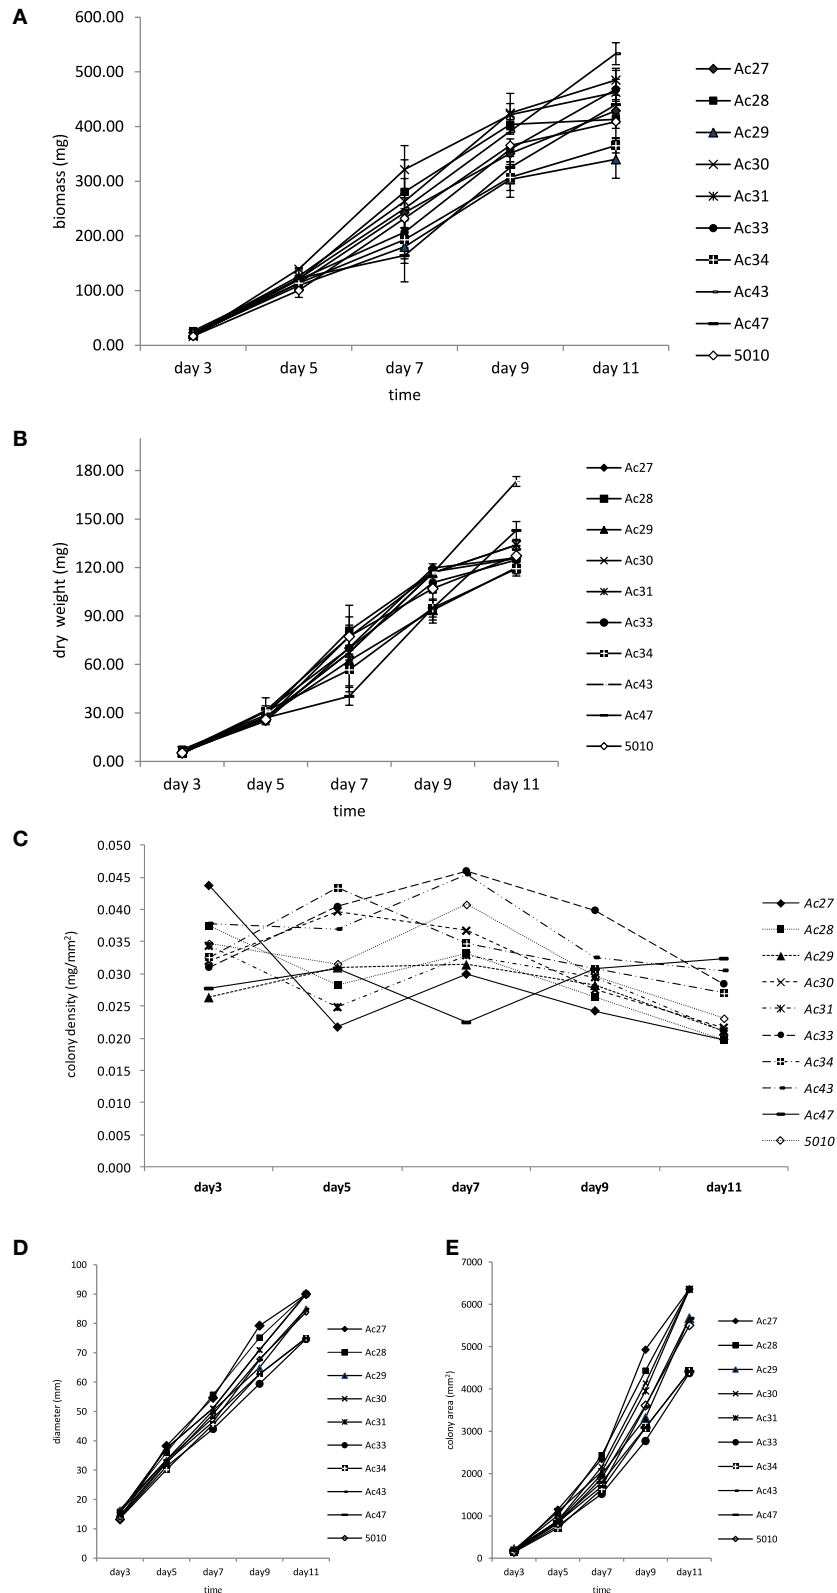 A
600.00
500.00
400.00
300.00
200.00
100.00
0.00
biomass (mg)
day 3 day 5 day 7 day 9 day 11
time
Ac27
Ac28
Ac29
Ac30
Ac31
Ac33
Ac34
Ac43
Ac47
5010
B
180.00
150.00
120.00
90.00
60.00
30.00
0.00
dry weight (mg)
day 3 day 5 day 7 day 9 day 11
time
Ac27
Ac28
Ac29
Ac30
Ac31
Ac33
Ac34
Ac43
Ac47
5010
C
0.050
0.045
0.040
0.035
0.030
0.025
0.020
0.015
0.010
0.005
0.000
colony density (mg/mm²)
day3 day5 day7 day9 day11
Ac27
Ac28
Ac29
Ac30
Ac31
Ac33
Ac34
Ac43
Ac47
5010
D
100
90
80
70
60
50
40
30
20
10
0
diameter (mm)
day3 day5 day7 day9 day11
time
Ac27
Ac28
Ac29
Ac30
Ac31
Ac33
Ac34
Ac43
Ac47
5010
E
7000
6000
5000
4000
3000
2000
1000
0
colony area (mm²)
day3 day5 day7 day9 day11
time
Ac27
Ac28
Ac29
Ac30
Ac31
Ac33
Ac34
Ac43
Ac47
5010